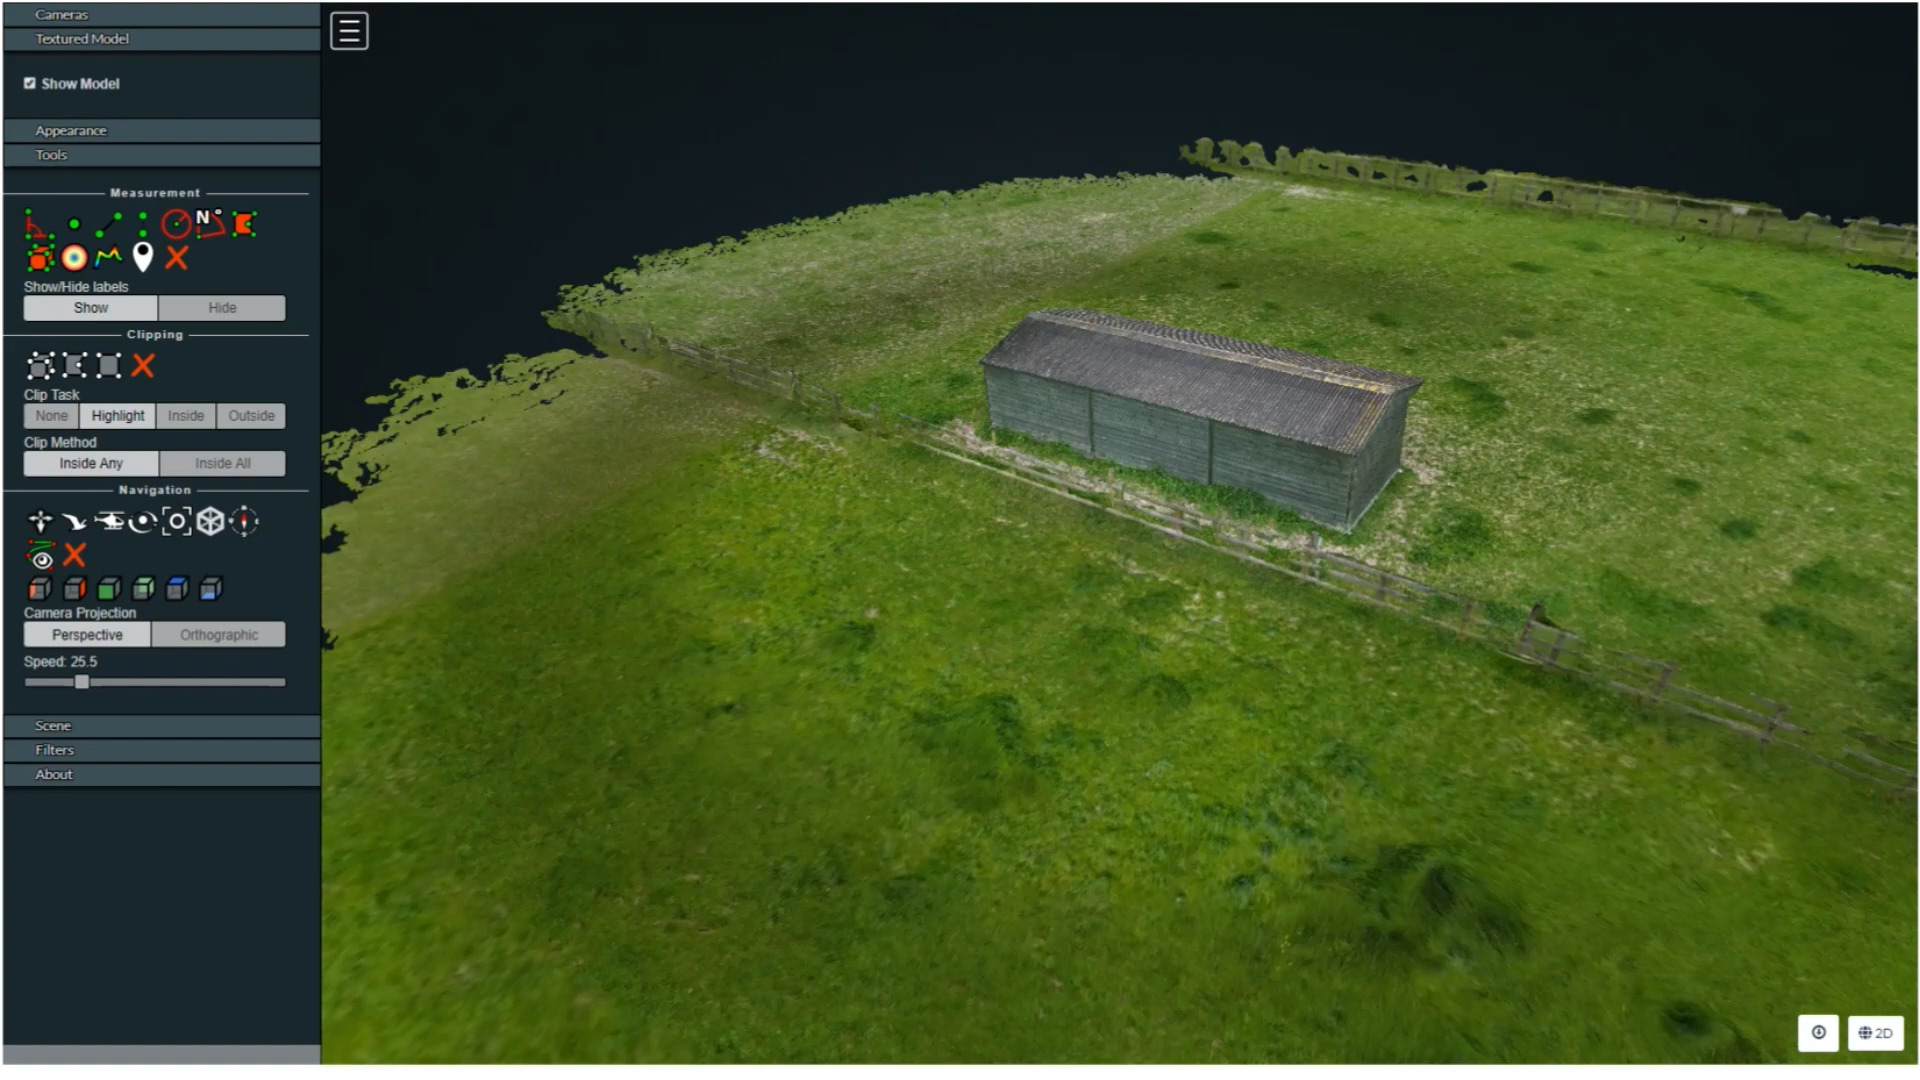 Cameras
Textured Model
Show Model
Appearance
Tools
Measurement
N
Show/Hide labels
Show Hide
Clipping
Clip Task
None Highlight Inside Outside
Clip Method
Inside Any Inside All
Navigation
Camera Projection
Perspective Orthographic
Speed: 25.5
Scene
Filters
About
2D